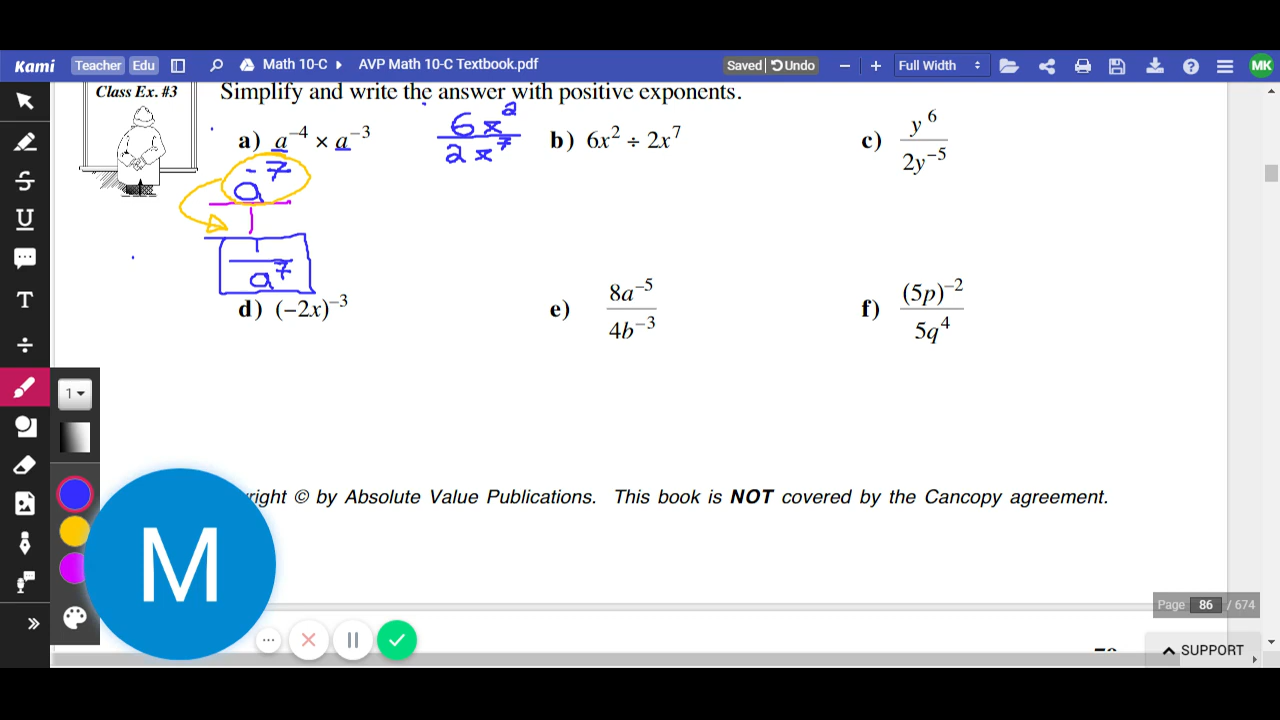 Kami Teacher Edu Math 10-C AVP Math 10-C Textbook.pdf Saved Undo − + Full Width MK
Class Ex. #3 Simplify and write the answer with positive exponents.
a) a⁻⁴ × a⁻³
6x²
2x⁷
b) 6x² ÷ 2x⁷
c) y⁶
2y⁻⁵
a⁻⁷
1
1
a⁷
d) (−2x)⁻³
e) 8a⁻⁵
4b⁻³
f) (5p)⁻²
5q⁴
1
right © by Absolute Value Publications. This book is NOT covered by the Cancopy agreement.
M
Page 86 / 674
SUPPORT